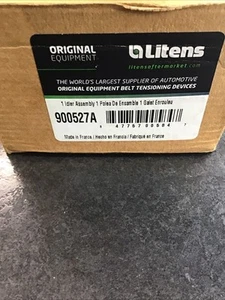 ORIGINAL
EQUIPMENT
Litens
litensaftermarket.com
THE WORLD'S LARGEST SUPPLIER OF AUTOMOTIVE
ORIGINAL EQUIPMENT BELT TENSIONING DEVICES
1 Idler Assembly 1 Polea De Ensamble 1 Galet Enrouleu
900527A
Made in France / Hecho en Francia / Fabriqué en France